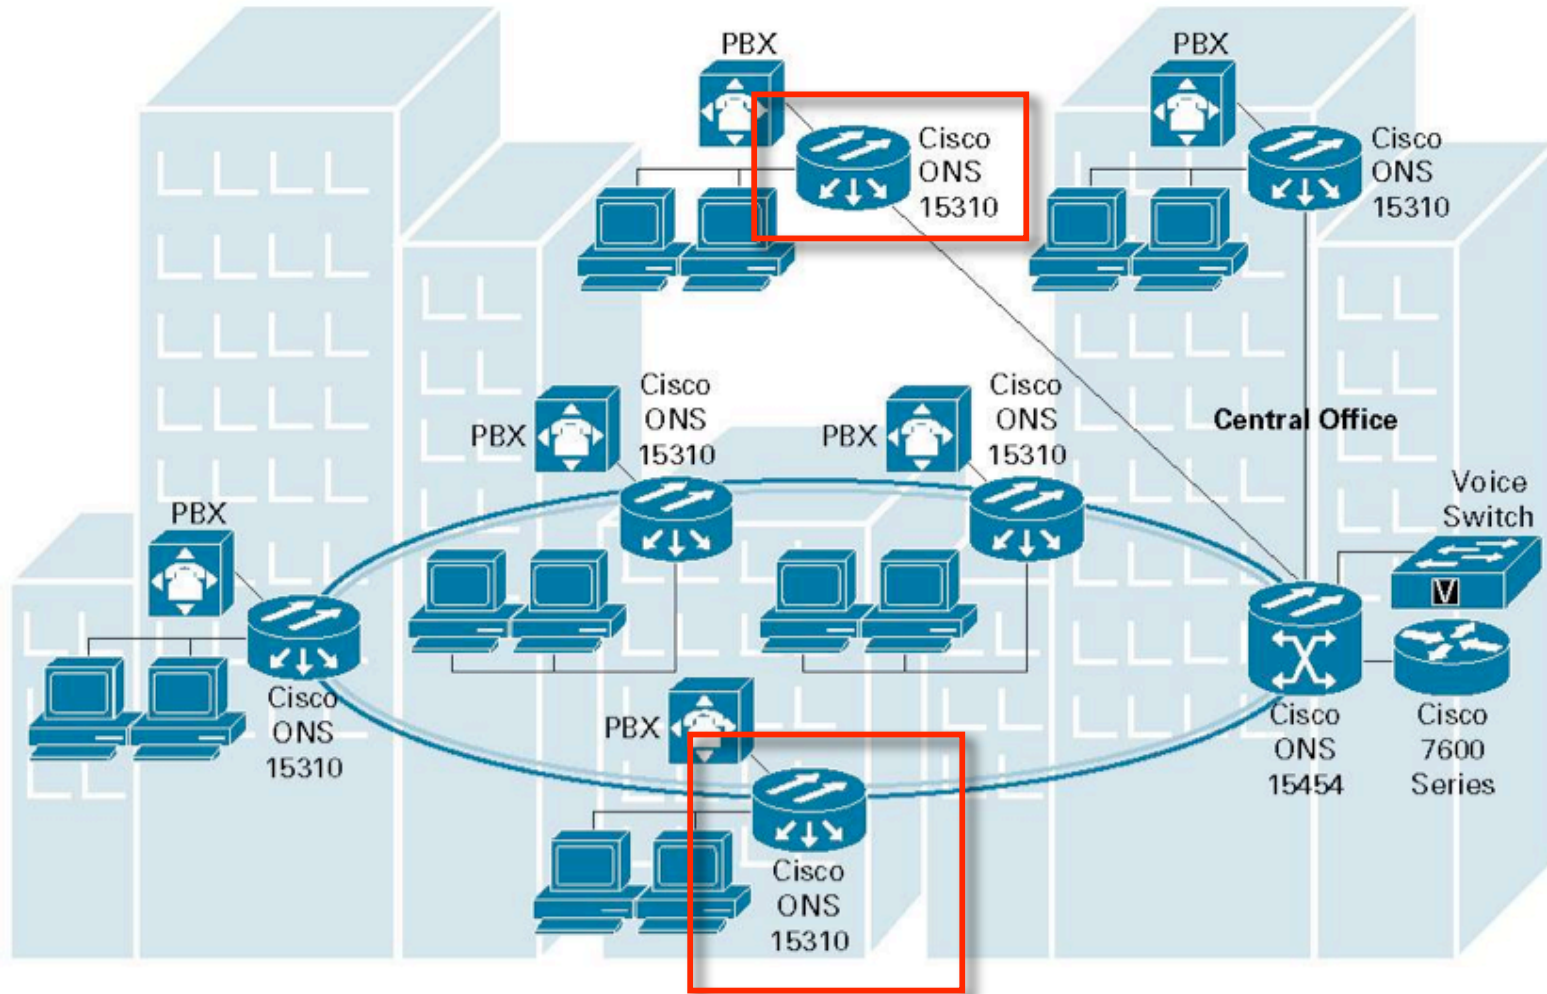 PBX
Cisco
ONS
15310
PBX
Cisco
ONS
15310
PBX
Cisco
ONS
15310
PBX
Cisco
ONS
15310
Central Office
Voice
Switch
V
PBX
Cisco
ONS
15310
PBX
Cisco
ONS
15310
Cisco
ONS
15454
Cisco
7600
Series